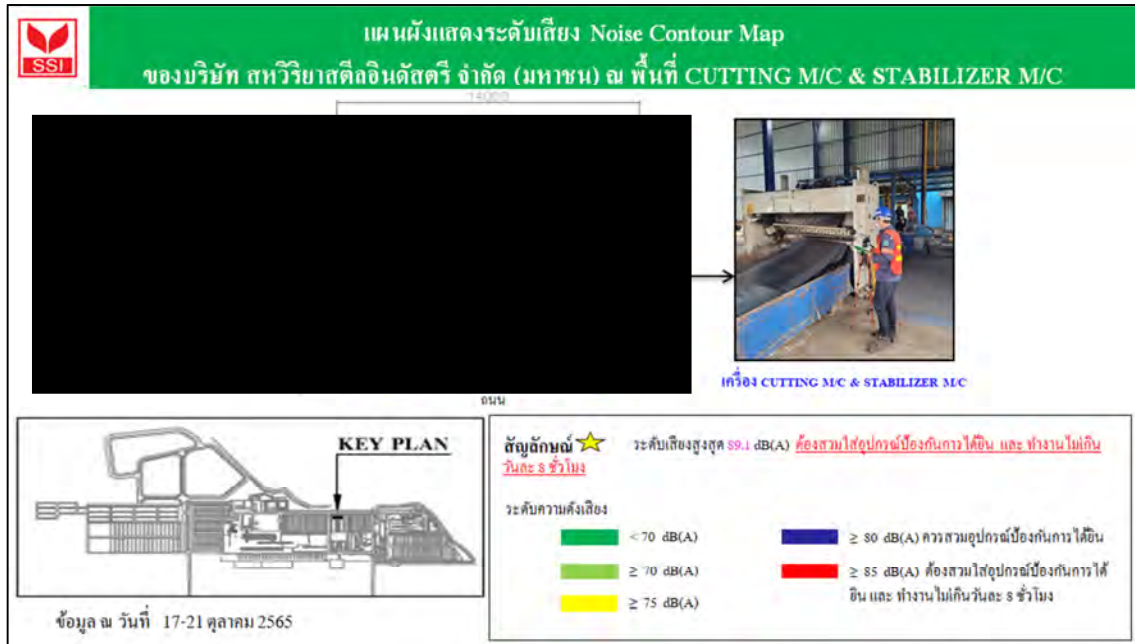 แผนผังแสดงระดับเสียง Noise Contour Map
ของบริษัท สหวิริยาสตีลอินดัสตรี จำกัด (มหาชน) ณ พื้นที่ CUTTING M/C & STABILIZER M/C
SSI
เครื่อง CUTTING M/C & STABILIZER M/C
ถนน
KEY PLAN
สัญลักษณ์ ระดับเสียงสูงสุด 89.1 dB(A) ต้องสวมใส่อุปกรณ์ป้องกันการได้ยิน และ ทำงานไม่เกิน
วันละ 8 ชั่วโมง
ระดับความดังเสียง
< 70 dB(A)
≥ 70 dB(A)
≥ 75 dB(A)
≥ 80 dB(A) ควรสวมอุปกรณ์ป้องกันการได้ยิน
≥ 85 dB(A) ต้องสวมใส่อุปกรณ์ป้องกันการได้
ยิน และ ทำงานไม่เกินวันละ 8 ชั่วโมง
ข้อมูล ณ วันที่ 17-21 ตุลาคม 2565